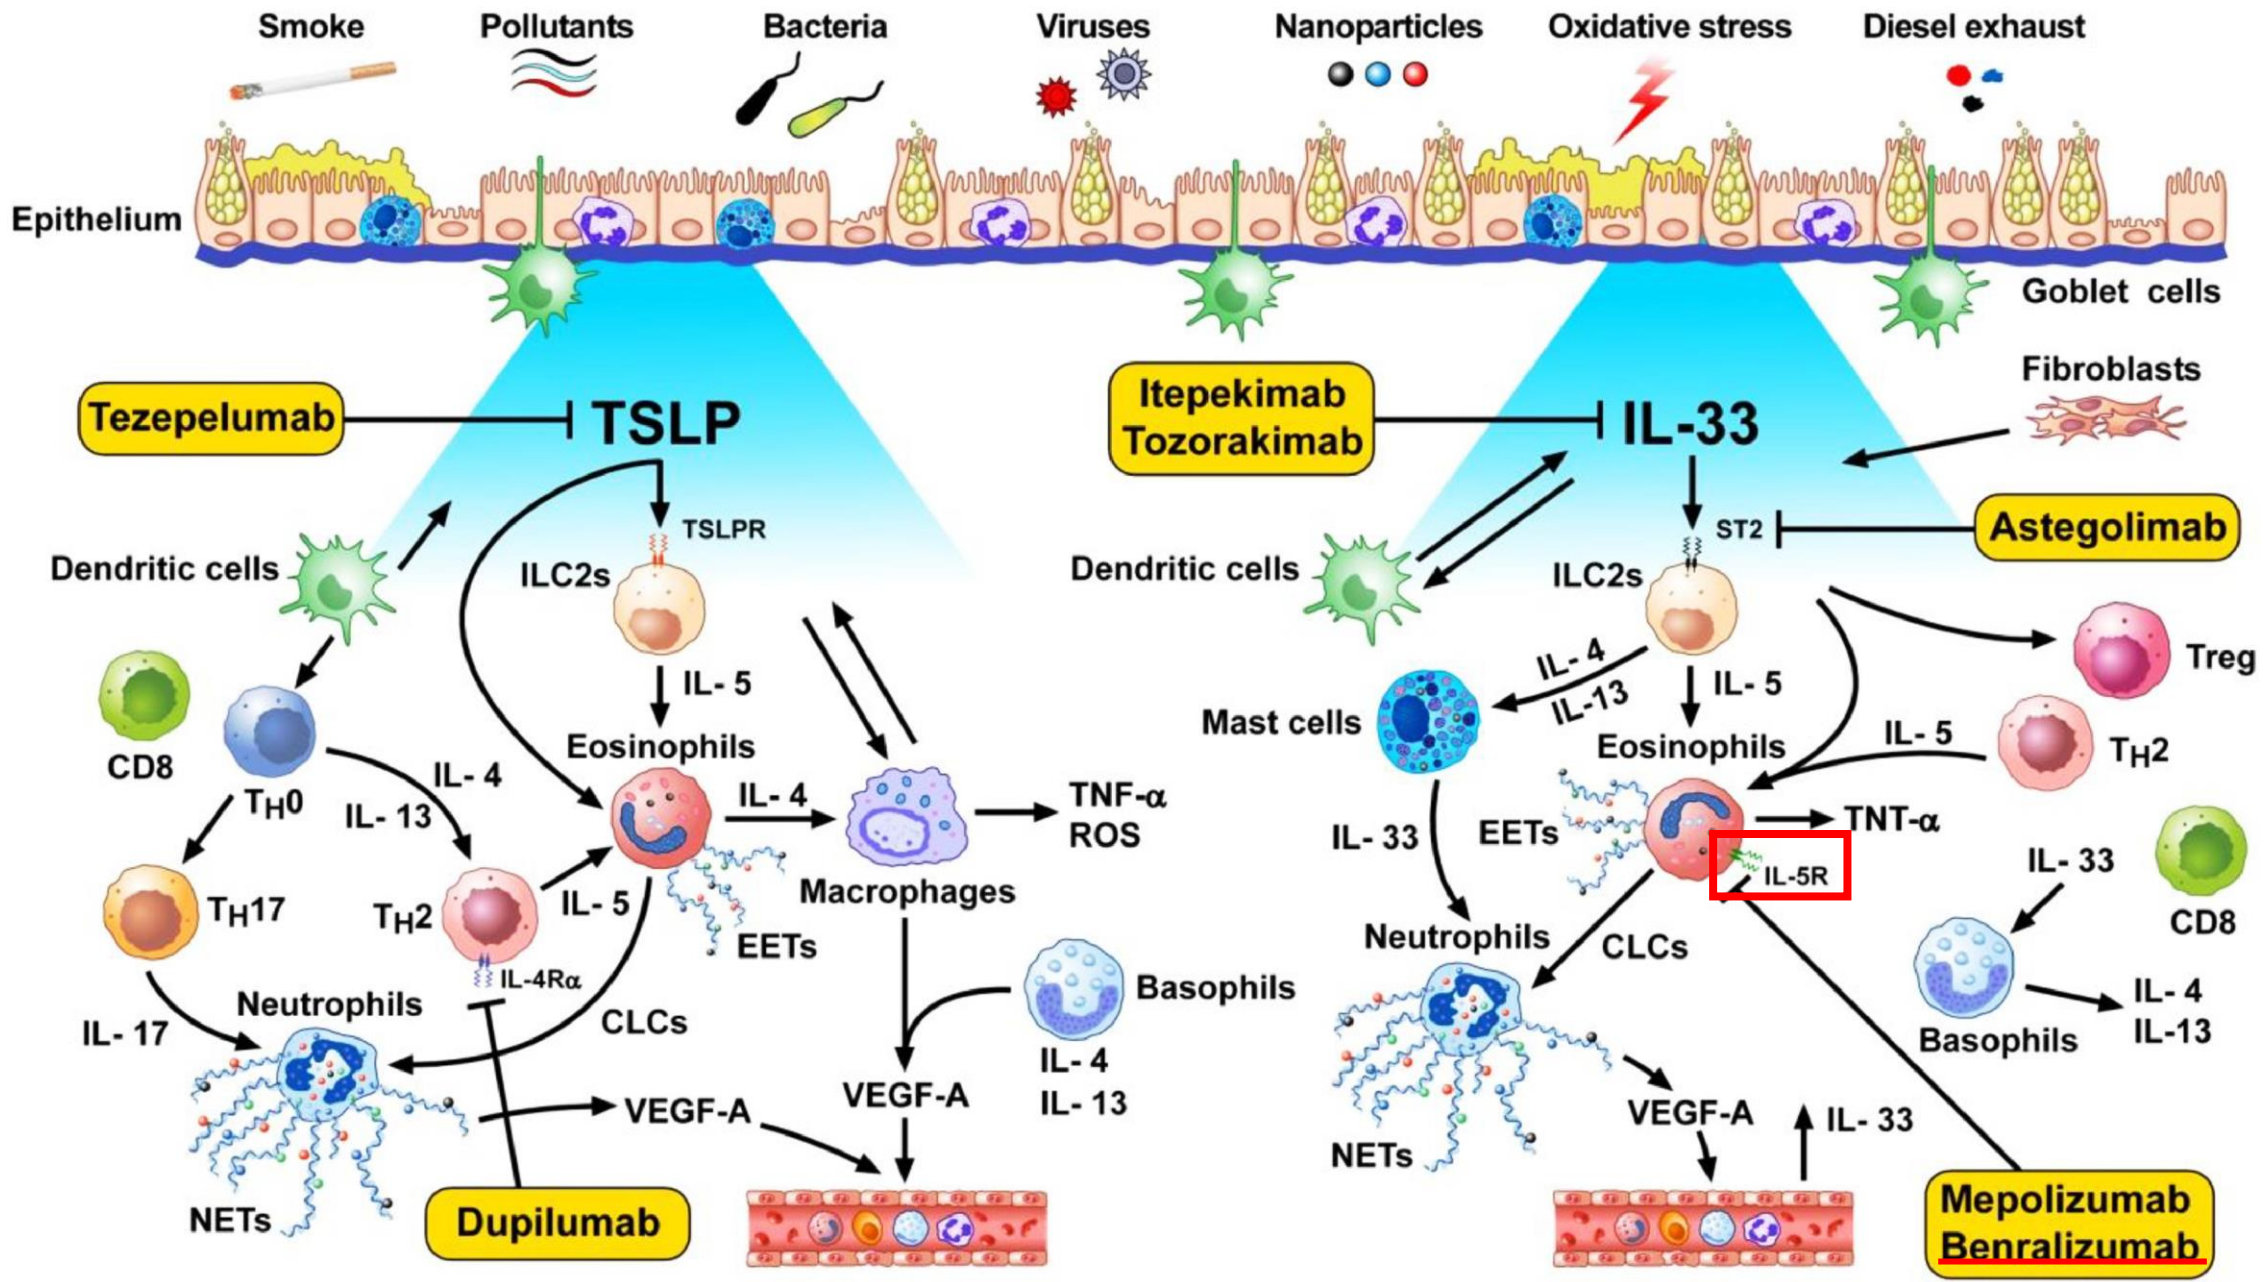 Smoke
Pollutants
Bacteria
Viruses
Nanoparticles
Oxidative stress
Diesel exhaust
Epithelium
Goblet cells
Fibroblasts
Tezepelumab
TSLP
TSLPR
Dendritic cells
ILC2s
IL- 5
CD8
TH0
IL- 4
IL- 13
Eosinophils
IL- 4
TNF-α
ROS
Macrophages
TH17
TH2
IL- 5
IL-4Rα
EETs
Basophils
IL- 4
IL- 13
IL- 17
Neutrophils
CLCs
VEGF-A
VEGF-A
NETs
Dupilumab
Itepekimab
Tozorakimab
IL-33
ST2
Astegolimab
Dendritic cells
ILC2s
Treg
IL- 4
IL-13
IL- 5
Mast cells
Eosinophils
IL- 5
TH2
IL- 33
EETs
TNT-α
IL-5R
IL- 33
CD8
Neutrophils
CLCs
Basophils
IL- 4
IL-13
VEGF-A
IL- 33
NETs
Mepolizumab
Benralizumab